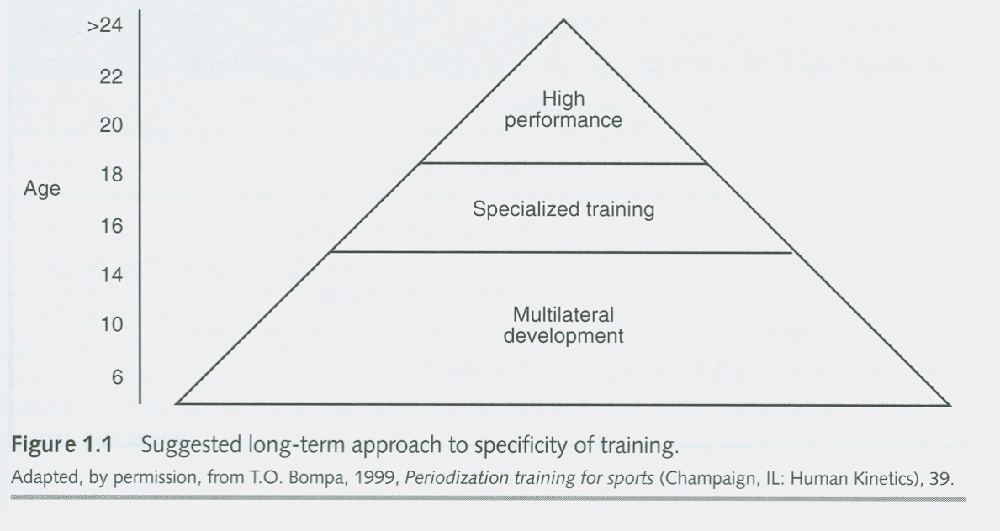 >24
22
20
18
Age
16
14
10
6
High
performance
Specialized training
Multilateral
development
Figure 1.1 Suggested long-term approach to specificity of training.
Adapted, by permission, from T.O. Bompa, 1999, Periodization training for sports (Champaign, IL: Human Kinetics), 39.